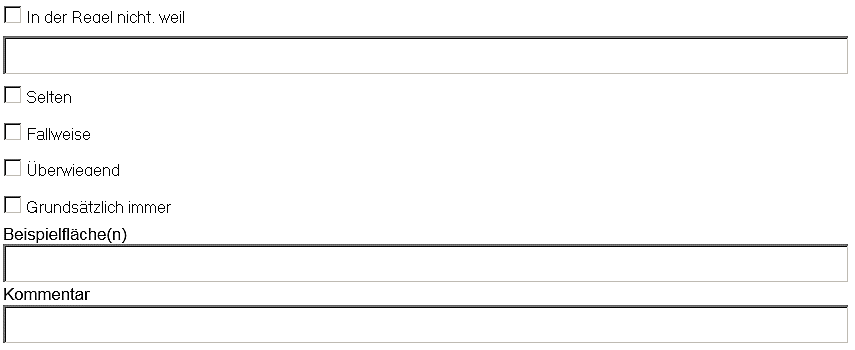 In der Regel nicht, weil
Selten
Fallweise
Überwiegend
Grundsätzlich immer
Beispielfläche(n)
Kommentar